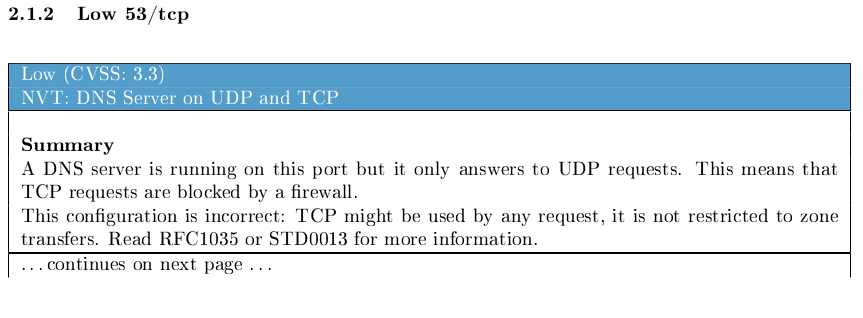 2.1.2 Low 53/tcp
Low (CVSS: 3.3)
NVT: DNS Server on UDP and TCP
Summary
A DNS server is running on this port but it only answers to UDP requests. This means that
TCP requests are blocked by a firewall.
This configuration is incorrect: TCP might be used by any request, it is not restricted to zone
transfers. Read RFC1035 or STD0013 for more information.
...continues on next page ...